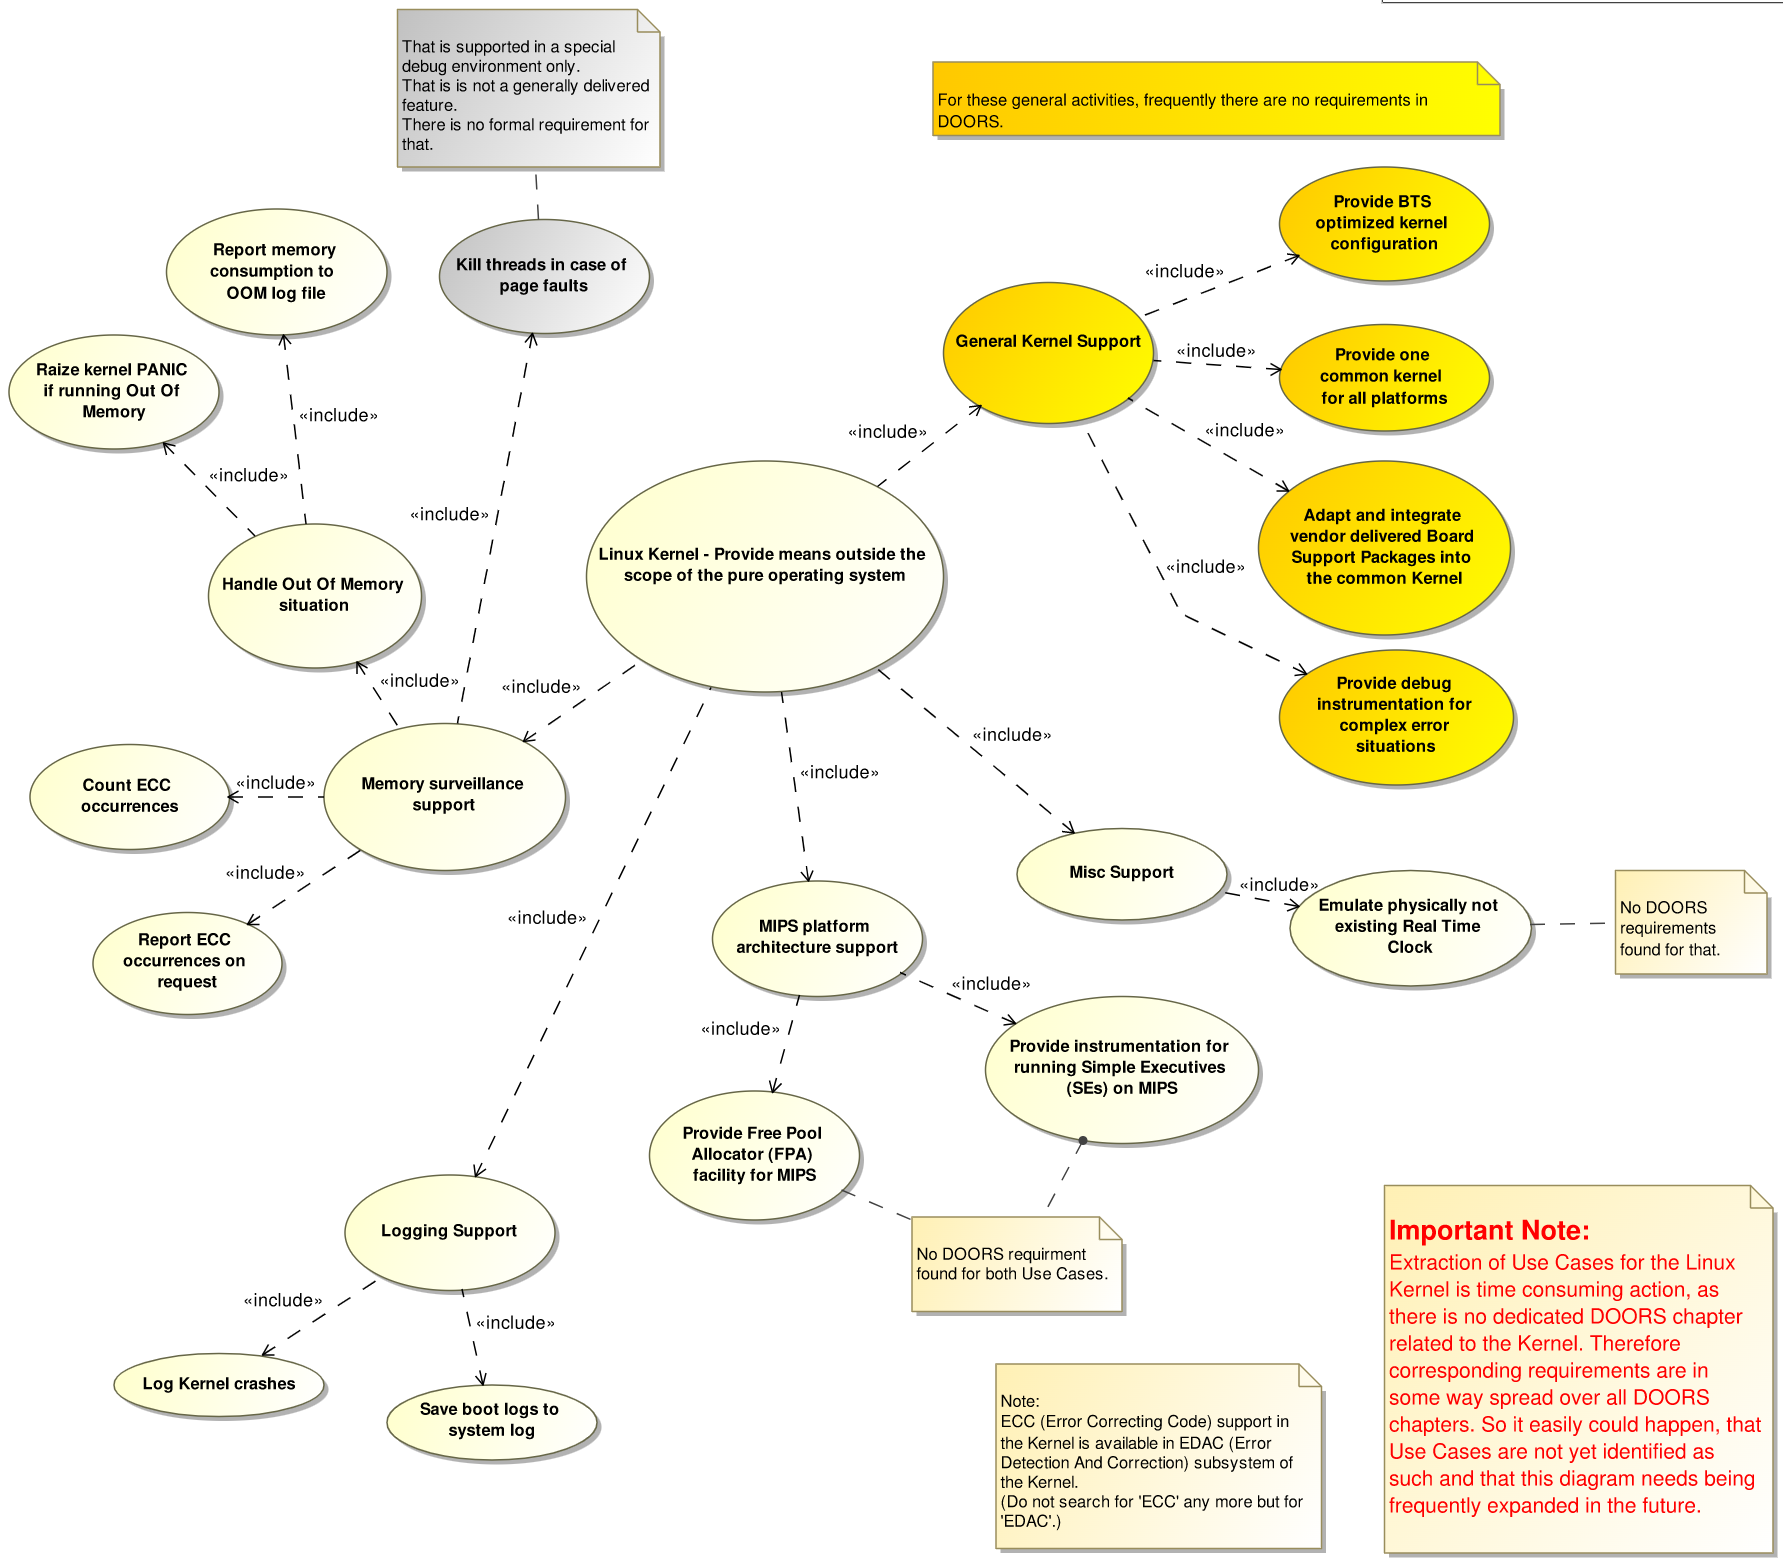 That is supported in a special
debug environment only.
That is is not a generally delivered
feature.
There is no formal requirement for
that.
For these general activities, frequently there are no requirements in
DOORS.
Provide BTS
optimized kernel
configuration
Report memory
consumption to
OOM log file
Kill threads in case of
page faults
«include»
General Kernel Support
«include»
Provide one
common kernel
for all platforms
Raize kernel PANIC
if running Out Of
Memory
«include»
«include»
«include»
«include»
«include»
Adapt and integrate
vendor delivered Board
Support Packages into
the common Kernel
Linux Kernel - Provide means outside the
scope of the pure operating system
«include»
Handle Out Of Memory
situation
«include»
«include»
Provide debug
instrumentation for
complex error
situations
«include»
«include»
Count ECC
occurrences
«include»
Memory surveillance
support
«include»
Misc Support
«include»
Emulate physically not
existing Real Time
Clock
No DOORS
requirements
found for that.
«include»
MIPS platform
architecture support
Report ECC
occurrences on
request
«include»
«include»
Provide instrumentation for
running Simple Executives
(SEs) on MIPS
Provide Free Pool
Allocator (FPA)
facility for MIPS
Logging Support
No DOORS requirment
found for both Use Cases.
«include»
«include»
Log Kernel crashes
Save boot logs to
system log
Important Note:
Extraction of Use Cases for the Linux
Kernel is time consuming action, as
there is no dedicated DOORS chapter
related to the Kernel. Therefore
corresponding requirements are in
some way spread over all DOORS
chapters. So it easily could happen, that
Use Cases are not yet identified as
such and that this diagram needs being
frequently expanded in the future.
Note:
ECC (Error Correcting Code) support in
the Kernel is available in EDAC (Error
Detection And Correction) subsystem of
the Kernel.
(Do not search for 'ECC' any more but for
'EDAC'.)